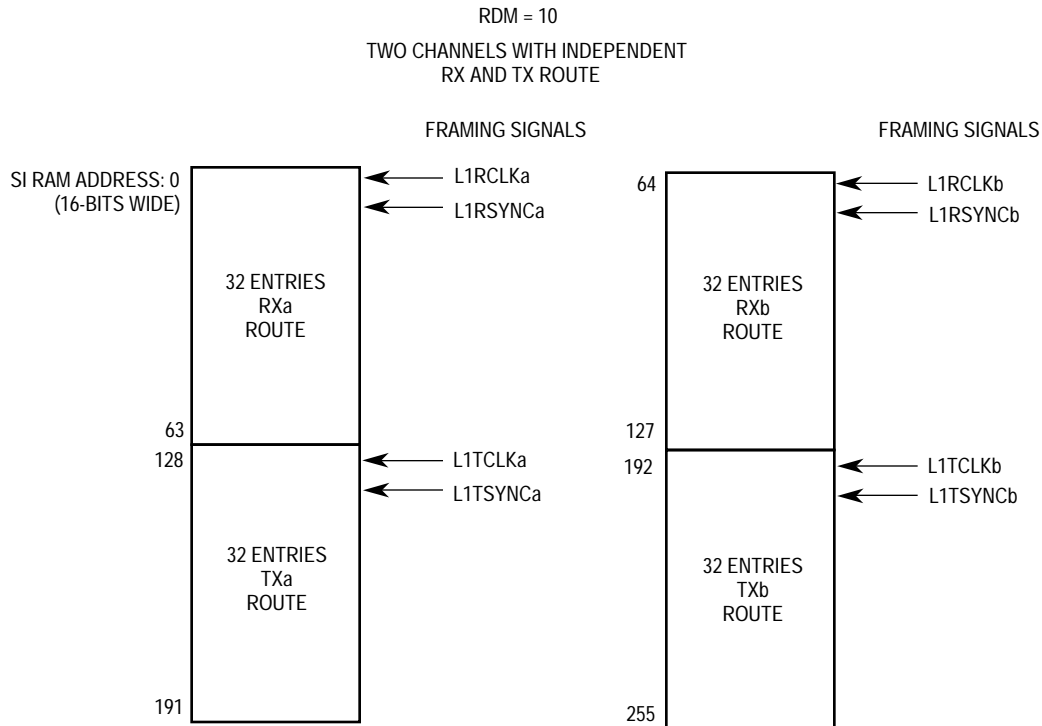 RDM = 10
TWO CHANNELS WITH INDEPENDENT
RX AND TX ROUTE
FRAMING SIGNALS
FRAMING SIGNALS
SI RAM ADDRESS: 0
(16-BITS WIDE)
L1RCLKa
L1RSYNCa
32 ENTRIES
RXa
ROUTE
63
128
L1TCLKa
L1TSYNCa
32 ENTRIES
TXa
ROUTE
191
64
L1RCLKb
L1RSYNCb
32 ENTRIES
RXb
ROUTE
127
192
L1TCLKb
L1TSYNCb
32 ENTRIES
TXb
ROUTE
255